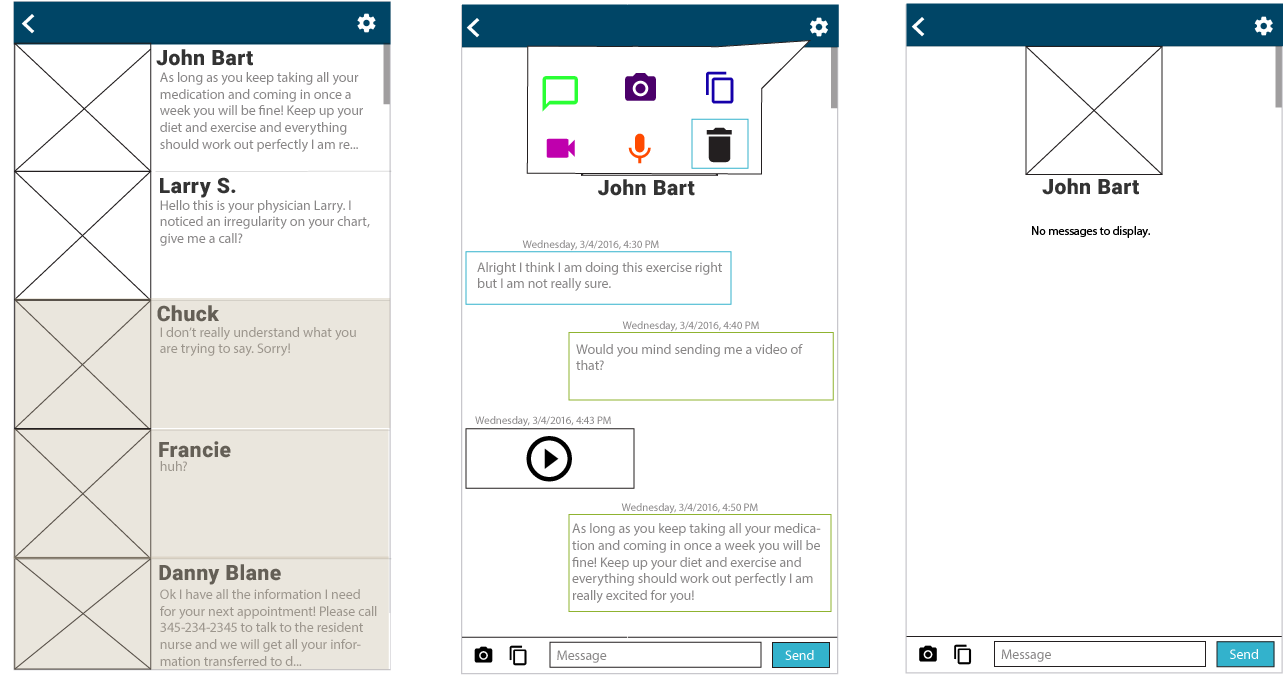 John Bart
As long as you keep taking all your
medication and coming in once a
week you will be fine! Keep up your
diet and exercise and everything
should work out perfectly I am re...
Larry S.
Hello this is your physician Larry. I
noticed an irregularity on your chart,
give me a call?
Chuck
I don't really understand what you
are trying to say. Sorry!
Francie
huh?
Danny Blane
Ok I have all the information I need
for your next appointment! Please call
345-234-2345 to talk to the resident
nurse and we will get all your infor-
mation transferred to d...
John Bart
Wednesday, 3/4/2016, 4:30 PM
Alright I think I am doing this exercise right
but I am not really sure.
Wednesday, 3/4/2016, 4:40 PM
Would you mind sending me a video of
that?
Wednesday, 3/4/2016, 4:43 PM
Wednesday, 3/4/2016, 4:50 PM
As long as you keep taking all your medica-
tion and coming in once a week you will be
fine! Keep up your diet and exercise and
everything should work out perfectly I am
really excited for you!
Message
Send
John Bart
No messages to display.
Message
Send